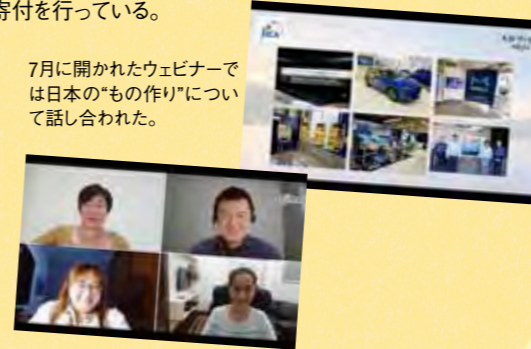 寄付を行っている。
7月に開かれたウェビナーで
は日本の“もの作り”につい
て話し合われた。